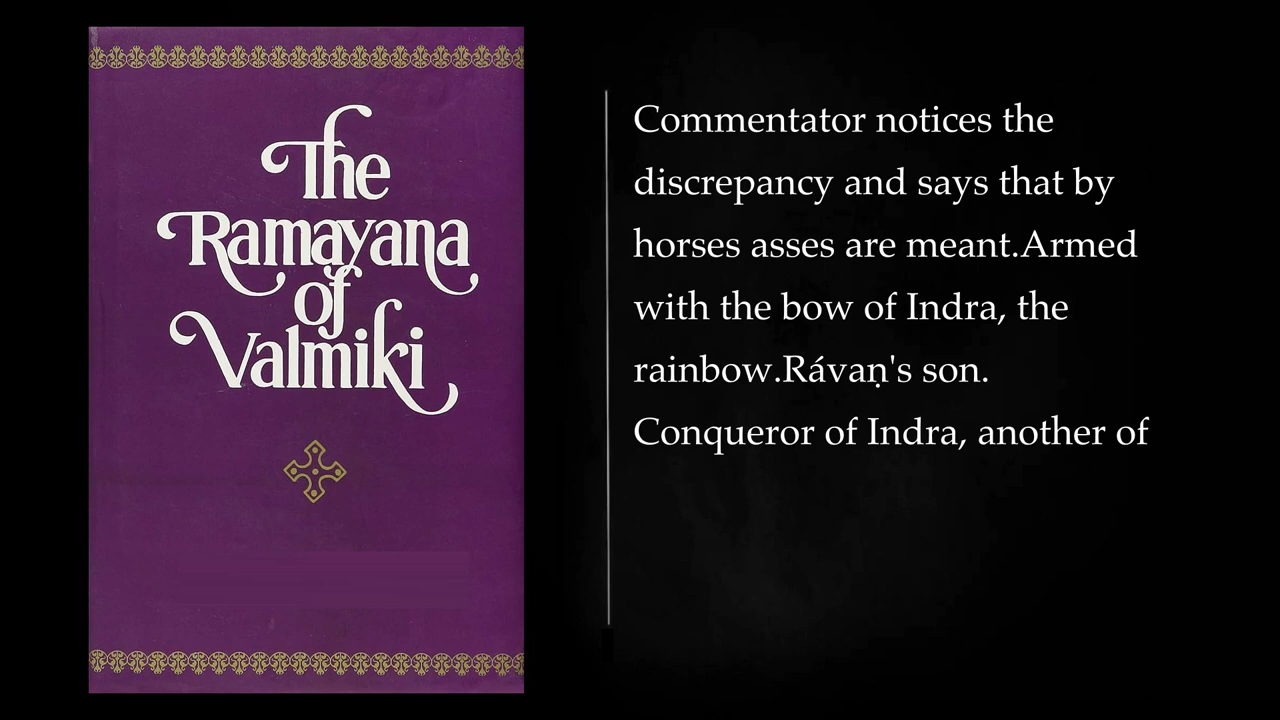 The
Ramayana
of
Valmiki
Commentator notices the
discrepancy and says that by
horses asses are meant.Armed
with the bow of Indra, the
rainbow.Rávaṇ's son.
Conqueror of Indra, another of